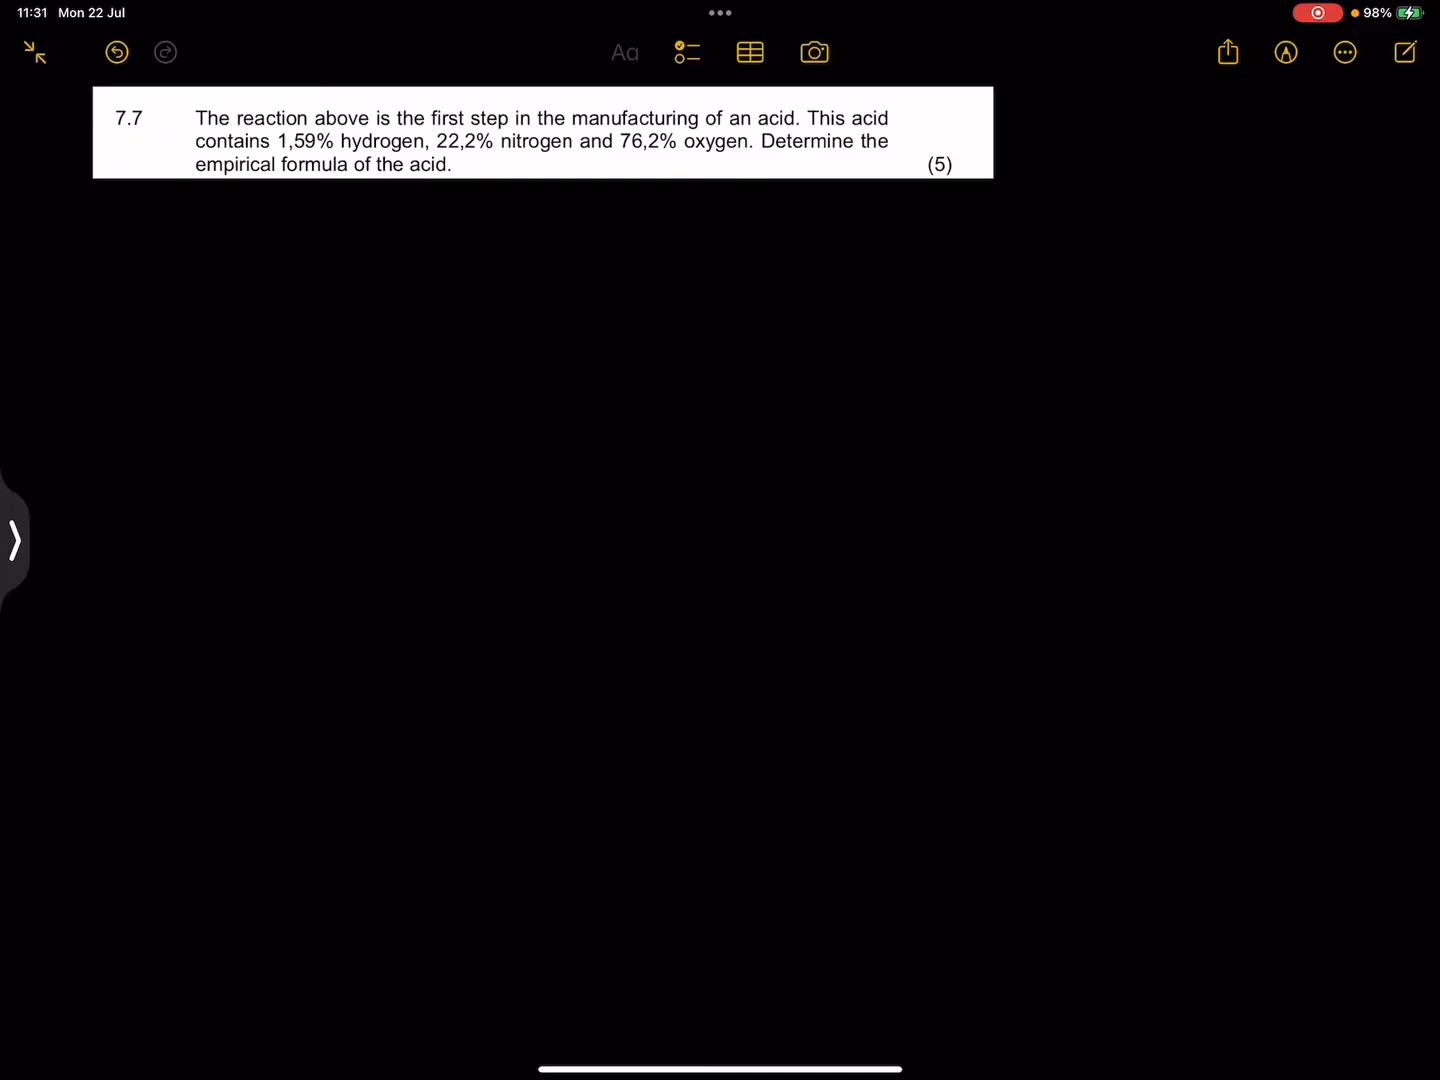 11:31 Mon 22 Jul
98%
Aa
7.7 The reaction above is the first step in the manufacturing of an acid. This acid
contains 1,59% hydrogen, 22,2% nitrogen and 76,2% oxygen. Determine the
empirical formula of the acid. (5)